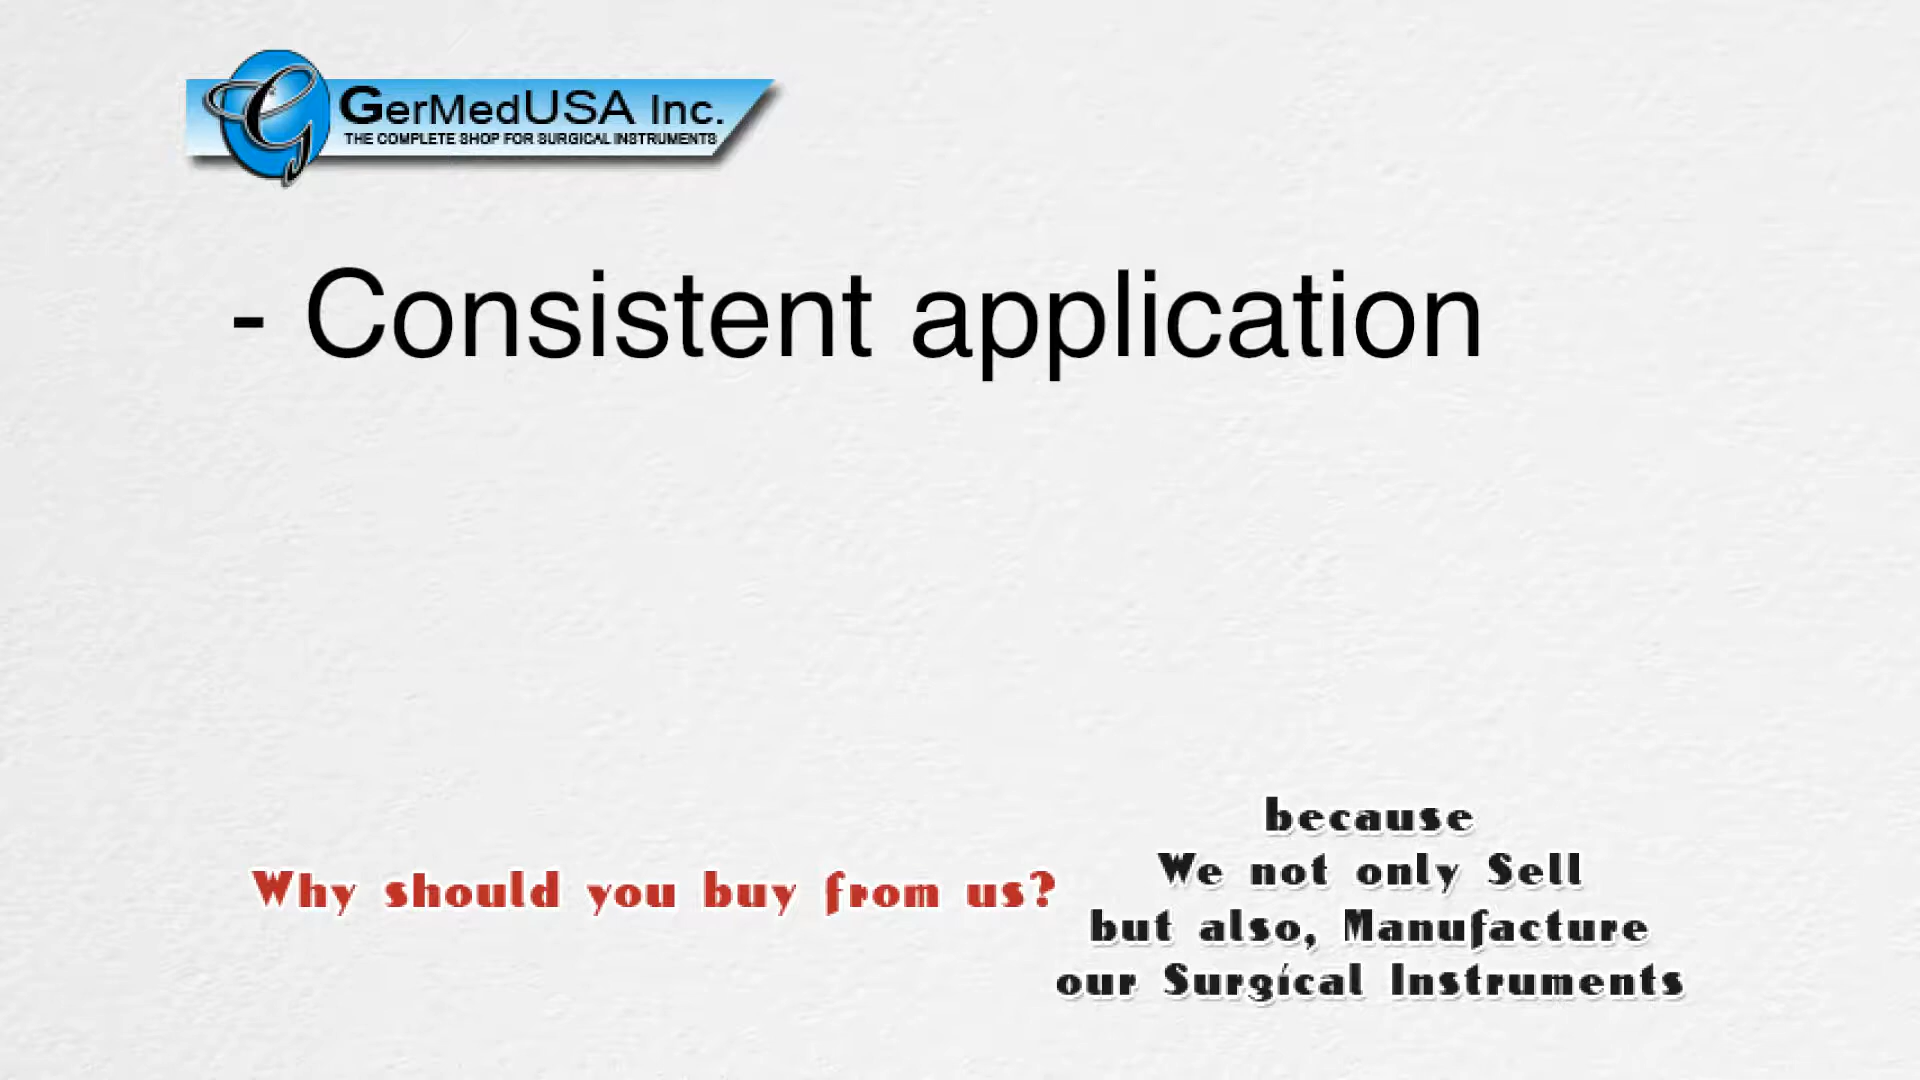 GerMedUSA Inc.
THE COMPLETE SHOP FOR SURGICAL INSTRUMENTS
- Consistent application
Why should you buy from us?
because
We not only Sell
but also, Manufacture
our Surgical Instruments